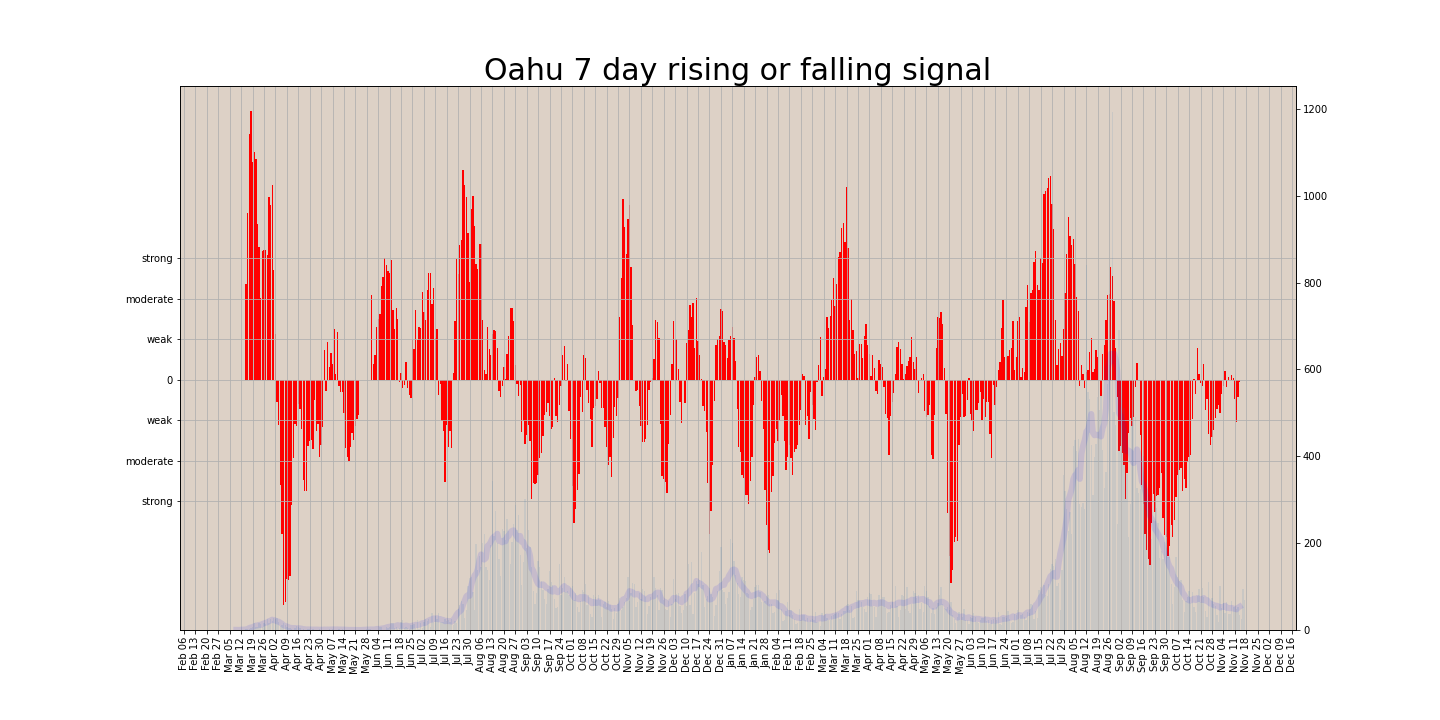 Oahu 7 day rising or falling signal
strong
moderate
weak
0
weak
moderate
strong
1200
1000
800
600
400
200
0
Feb 06
Feb 13
Feb 20
Feb 27
Mar 05
Mar 12
Mar 19
Mar 26
Apr 02
Apr 09
Apr 16
Apr 23
Apr 30
May 07
May 14
May 21
May 28
Jun 04
Jun 11
Jun 18
Jun 25
Jul 02
Jul 09
Jul 16
Jul 23
Jul 30
Aug 06
Aug 13
Aug 20
Aug 27
Sep 03
Sep 10
Sep 17
Sep 24
Oct 01
Oct 08
Oct 15
Oct 22
Oct 29
Nov 05
Nov 12
Nov 19
Nov 26
Dec 03
Dec 10
Dec 17
Dec 24
Dec 31
Jan 07
Jan 14
Jan 21
Jan 28
Feb 04
Feb 11
Feb 18
Feb 25
Mar 04
Mar 11
Mar 18
Mar 25
Apr 01
Apr 08
Apr 15
Apr 22
Apr 29
May 06
May 13
May 20
May 27
Jun 03
Jun 10
Jun 17
Jun 24
Jul 01
Jul 08
Jul 15
Jul 22
Jul 29
Aug 05
Aug 12
Aug 19
Aug 26
Sep 02
Sep 09
Sep 16
Sep 23
Sep 30
Oct 07
Oct 14
Oct 21
Oct 28
Nov 04
Nov 11
Nov 18
Nov 25
Dec 02
Dec 09
Dec 16